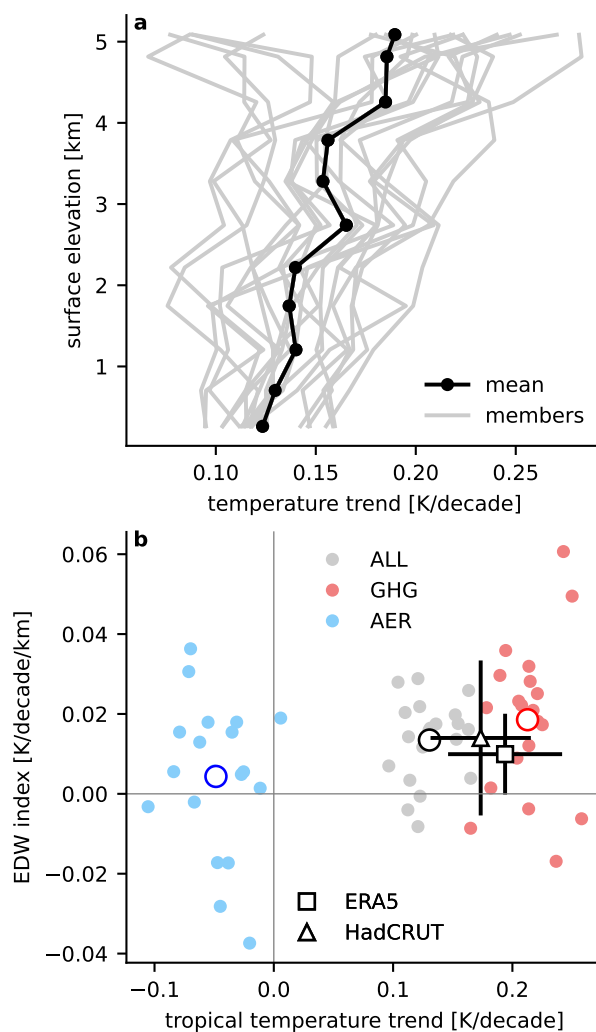 a
5
4
3
2
1
surface elevation [km]
mean
members
0.10 0.15 0.20 0.25
temperature trend [K/decade]
b
0.06
0.04
0.02
0.00
−0.02
−0.04
EDW index [K/decade/km]
ALL
GHG
AER
ERA5
HadCRUT
−0.1 0.0 0.1 0.2
tropical temperature trend [K/decade]